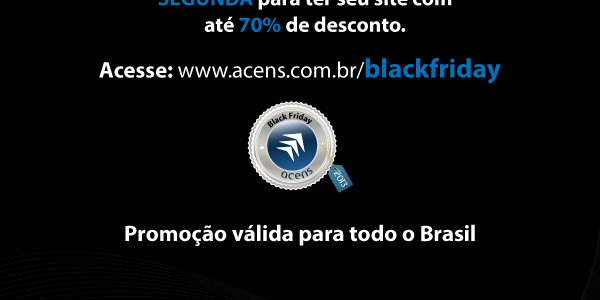 SEGUNDA para ter seu site com
até 70% de desconto.
Acesse: www.acens.com.br/blackfriday
Black Friday
acens
2013
Promoção válida para todo o Brasil